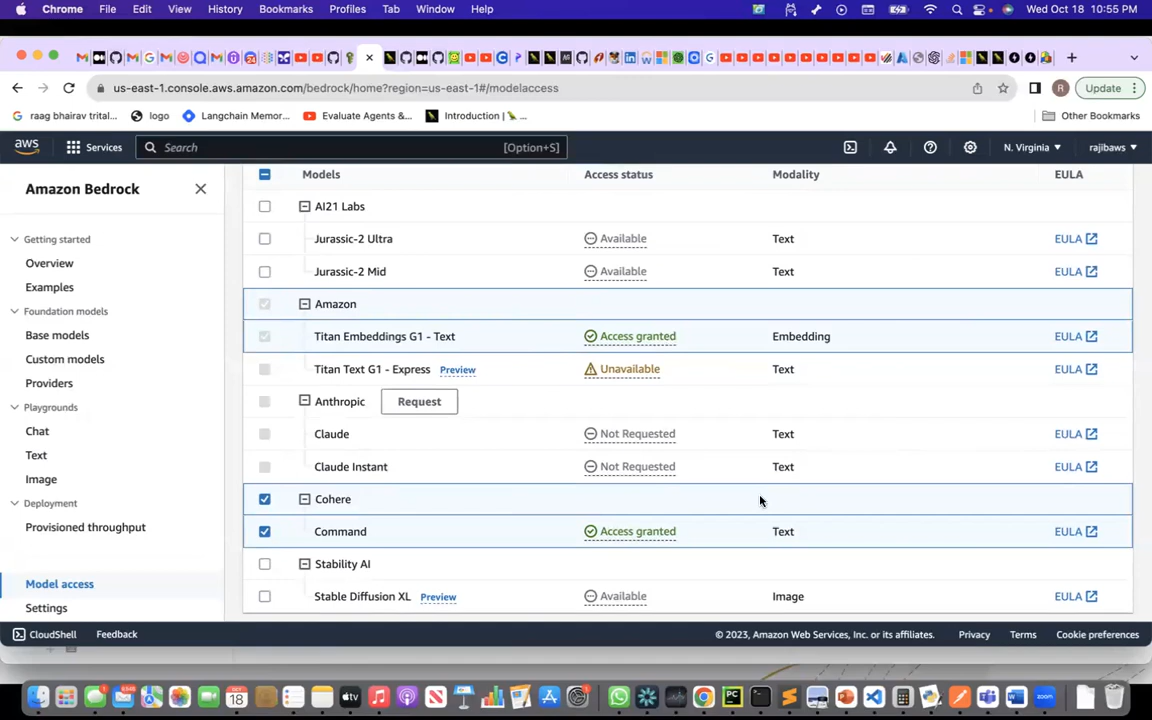 Chrome File Edit View History Bookmarks Profiles Tab Window Help Wed Oct 18 10:55 PM
us-east-1.console.aws.amazon.com/bedrock/home?region=us-east-1#/modelaccess Update
raag bhairav trital... logo Langchain Memor... Evaluate Agents &... Introduction | Other Bookmarks
aws Services Search [Option+S] N. Virginia rajibaws
Amazon Bedrock
Getting started
Overview
Examples
Foundation models
Base models
Custom models
Providers
Playgrounds
Chat
Text
Image
Deployment
Provisioned throughput
Model access
Settings
Models Access status Modality EULA
AI21 Labs
Jurassic-2 Ultra Available Text EULA
Jurassic-2 Mid Available Text EULA
Amazon
Titan Embeddings G1 - Text Access granted Embedding EULA
Titan Text G1 - Express Preview Unavailable Text EULA
Anthropic Request
Claude Not Requested Text EULA
Claude Instant Not Requested Text EULA
Cohere
Command Access granted Text EULA
Stability AI
Stable Diffusion XL Preview Available Image EULA
CloudShell Feedback © 2023, Amazon Web Services, Inc. or its affiliates. Privacy Terms Cookie preferences